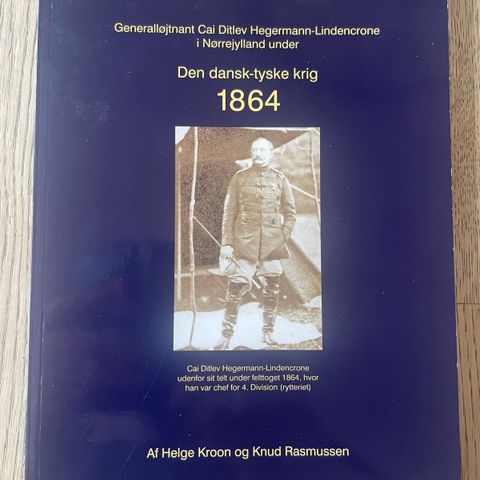 Generalløjtnant Cai Ditlev Hegermann-Lindencrone
i Nørrejylland under
Den dansk-tyske krig
1864
Cai Ditlev Hegermann-Lindencrone
udenfor sit telt under felttoget 1864, hvor
han var chef for 4. Division (rytteriet)
Af Helge Kroon og Knud Rasmussen